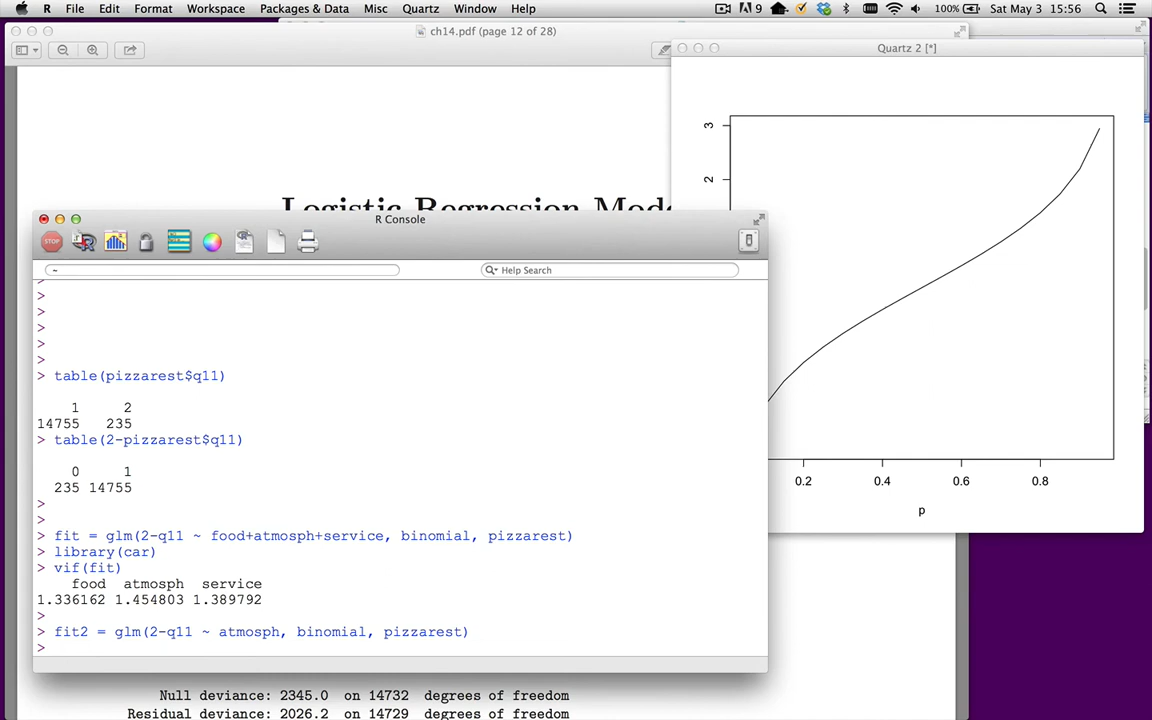 R File Edit Format Workspace Packages & Data Misc Quartz Window Help 9 100% Sat May 3 15:56
ch14.pdf (page 12 of 28)
Quartz 2 [*]
3
2
0.2 0.4 0.6 0.8
p
Logistic Regression Mod
R Console
~
Help Search
>
>
>
>
>
> table(pizzarest$q11)
1 2
14755 235
> table(2-pizzarest$q11)
0 1
235 14755
>
>
> fit = glm(2-q11 ~ food+atmosph+service, binomial, pizzarest)
> library(car)
> vif(fit)
food atmosph service
1.336162 1.454803 1.389792
>
> fit2 = glm(2-q11 ~ atmosph, binomial, pizzarest)
>
Null deviance: 2345.0 on 14732 degrees of freedom
Residual deviance: 2026.2 on 14729 degrees of freedom